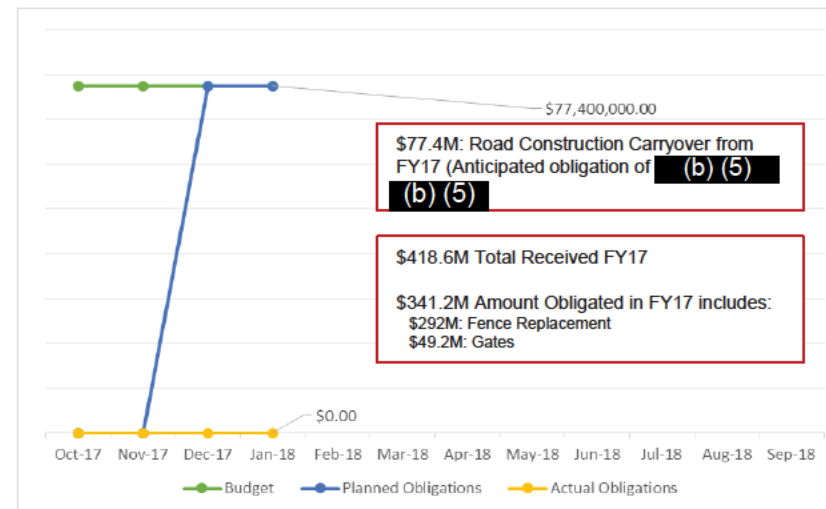 $77,400,000.00
$77.4M: Road Construction Carryover from
FY17 (Anticipated obligation of (b) (5)
(b) (5)
$418.6M Total Received FY17
$341.2M Amount Obligated in FY17 includes:
$292M: Fence Replacement
$49.2M: Gates
$0.00
Oct-17 Nov-17 Dec-17 Jan-18 Feb-18 Mar-18 Apr-18 May-18 Jun-18 Jul-18 Aug-18 Sep-18
Budget Planned Obligations Actual Obligations